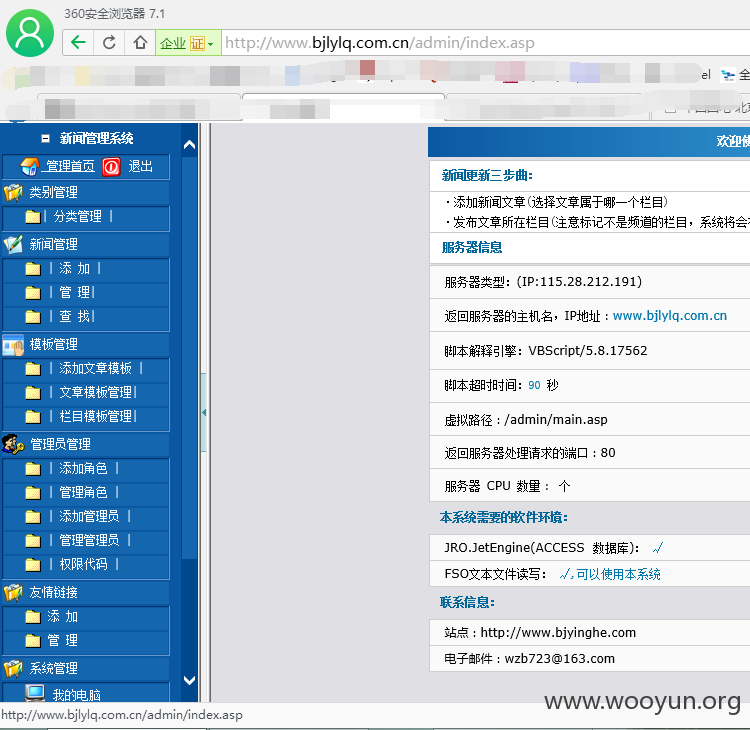 360安全浏览器 7.1
企业 证 http://www.bjlylq.com.cn/admin/index.asp
新闻管理系统
管理首页 退出
类别管理
| 分类管理 |
新闻管理
| 添 加 |
| 管 理|
| 查 找|
模板管理
| 添加文章模板 |
| 文章模板管理|
| 栏目模板管理|
管理员管理
| 添加角色 |
| 管理角色 |
| 添加管理员 |
| 管理管理员 |
| 权限代码 |
友情链接
添 加
管 理
系统管理
我的电脑
欢迎使
新闻更新三步曲:
·添加新闻文章(选择文章属于哪一个栏目)
·发布文章所在栏目(注意标记不是频道的栏目，系统将会有
服务器信息
服务器类型：(IP:115.28.212.191)
返回服务器的主机名，IP地址：www.bjlylq.com.cn
脚本解释引擎：VBScript/5.8.17562
脚本超时时间：90 秒
虚拟路径：/admin/main.asp
返回服务器处理请求的端口：80
服务器 CPU 数量： 个
本系统需要的软件环境:
JRO.JetEngine(ACCESS 数据库)： √
FSO文本文件读写： √,可以使用本系统
联系信息:
站点：http://www.bjyinghe.com
电子邮件：wzb723@163.com
www.wooyun.org
http://www.bjlylq.com.cn/admin/index.asp